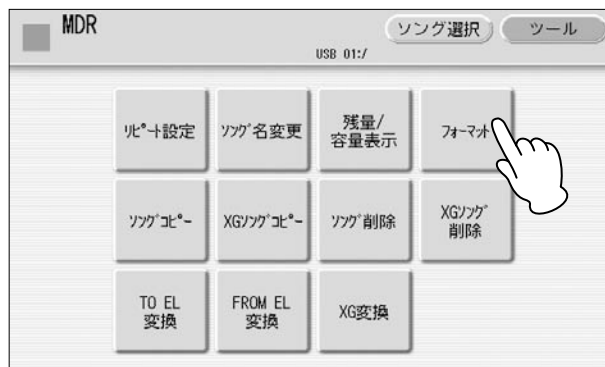 MDR
ソング選択
ツール
USB 01:/
ﾘﾋﾟｰﾄ設定
ｿﾝｸﾞ名変更
残量/
容量表示
ﾌｫｰﾏｯﾄ
ｿﾝｸﾞｺﾋﾟｰ
XGｿﾝｸﾞｺﾋﾟｰ
ｿﾝｸﾞ削除
XGｿﾝｸﾞ
削除
TO EL
変換
FROM EL
変換
XG変換